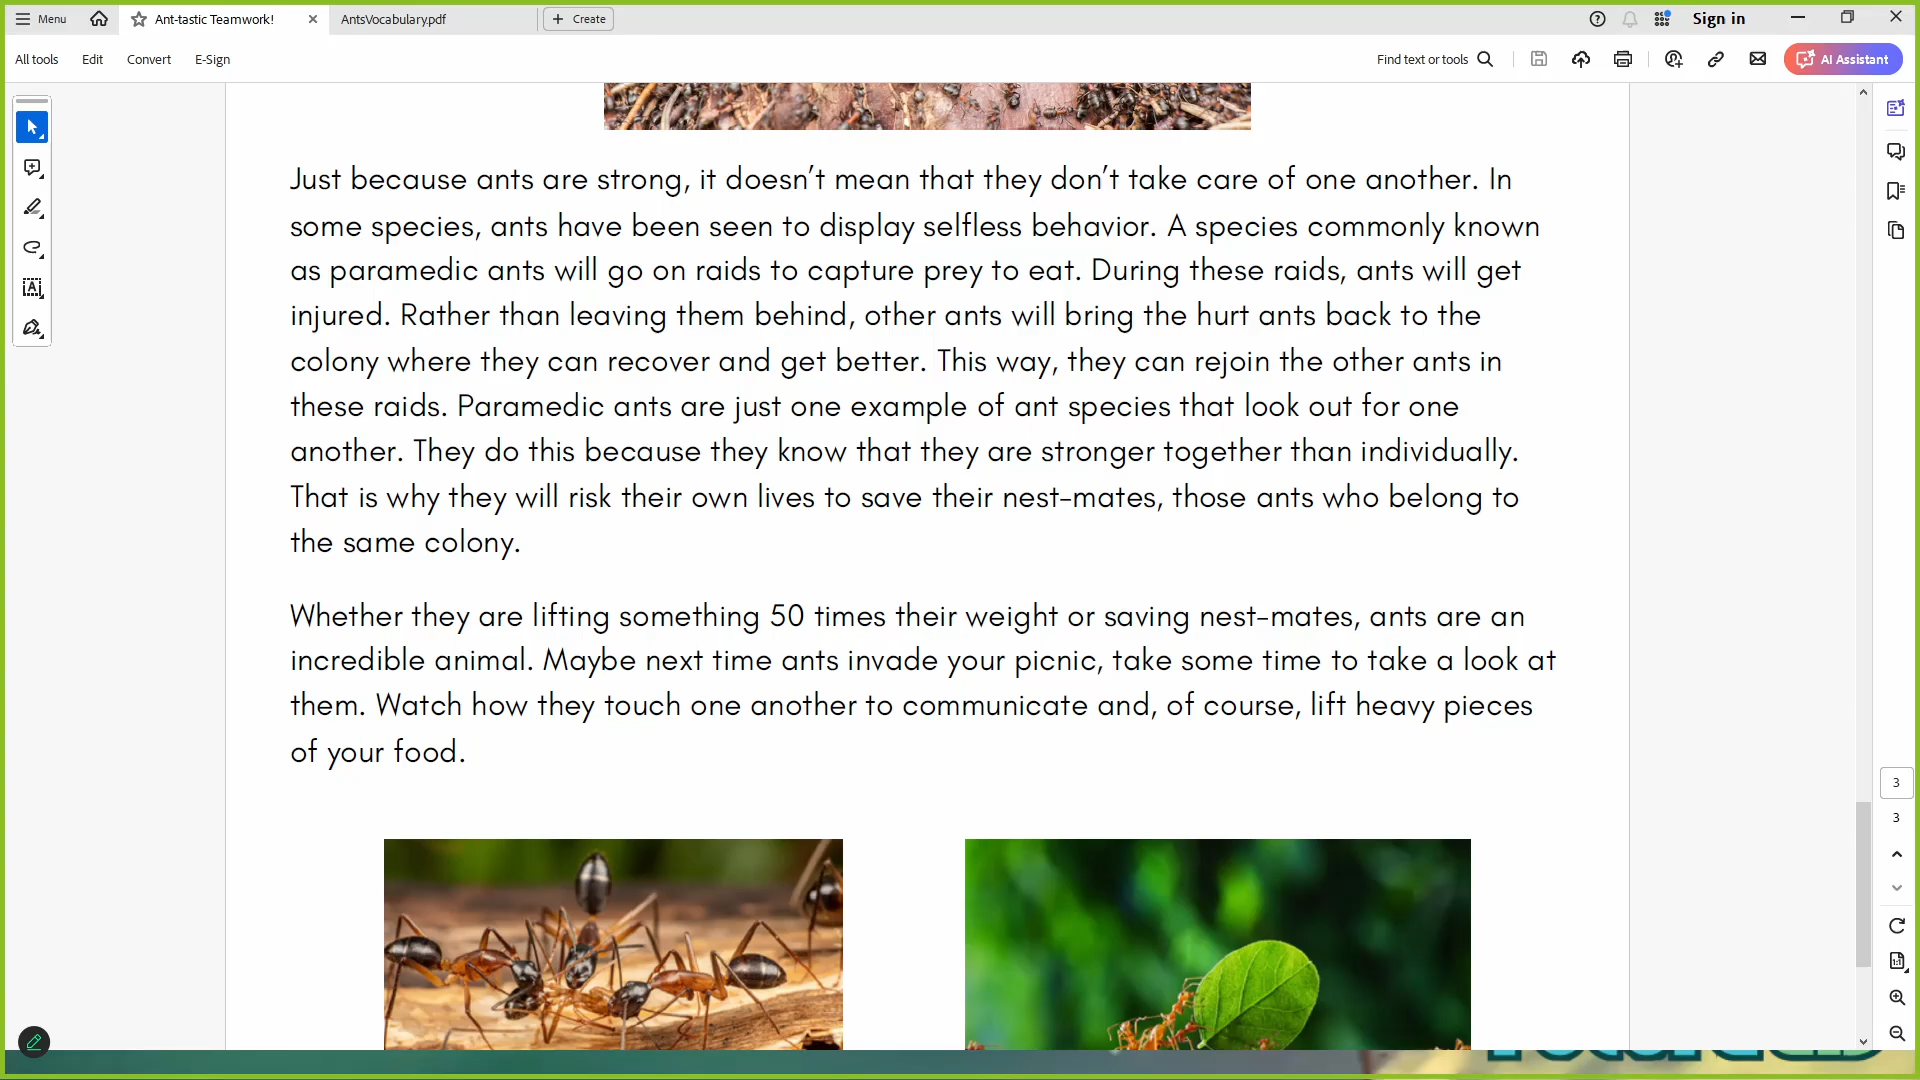 Menu
Ant-tastic Teamwork!
AntsVocabulary.pdf
Create
Sign in
All tools
Edit
Convert
E-Sign
Find text or tools
AI Assistant
Just because ants are strong, it doesn’t mean that they don’t take care of one another. In
some species, ants have been seen to display selfless behavior. A species commonly known
as paramedic ants will go on raids to capture prey to eat. During these raids, ants will get
injured. Rather than leaving them behind, other ants will bring the hurt ants back to the
colony where they can recover and get better. This way, they can rejoin the other ants in
these raids. Paramedic ants are just one example of ant species that look out for one
another. They do this because they know that they are stronger together than individually.
That is why they will risk their own lives to save their nest-mates, those ants who belong to
the same colony.
Whether they are lifting something 50 times their weight or saving nest-mates, ants are an
incredible animal. Maybe next time ants invade your picnic, take some time to take a look at
them. Watch how they touch one another to communicate and, of course, lift heavy pieces
of your food.
3
3